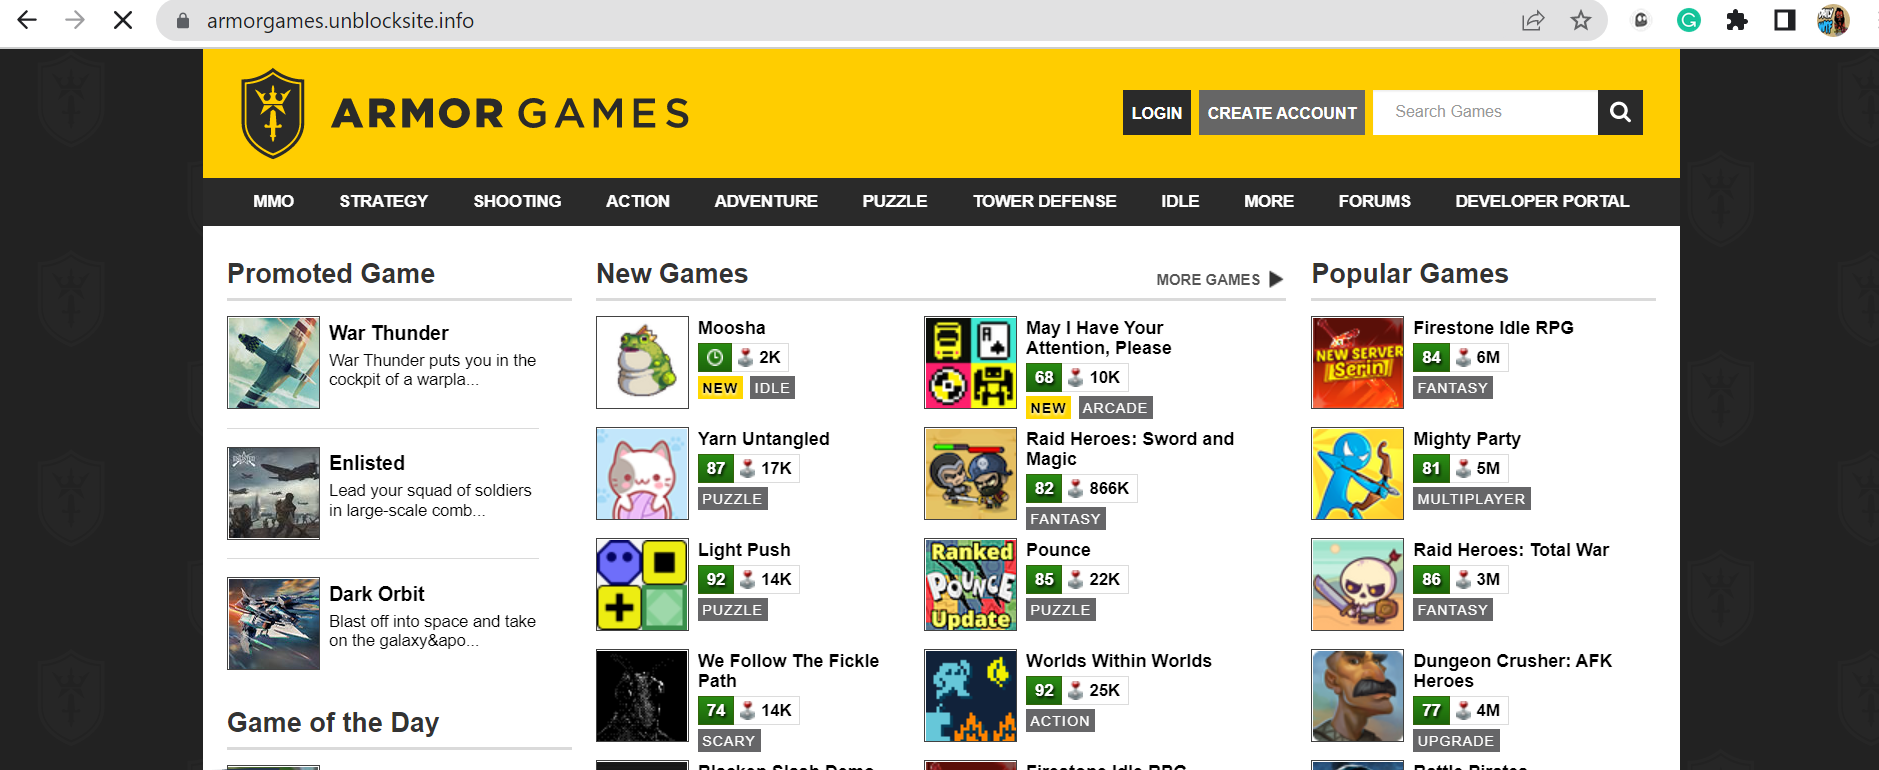 armorgames.unblocksite.info
ARMOR GAMES
LOGIN
CREATE ACCOUNT
Search Games
MMO
STRATEGY
SHOOTING
ACTION
ADVENTURE
PUZZLE
TOWER DEFENSE
IDLE
MORE
FORUMS
DEVELOPER PORTAL
Promoted Game
War Thunder
War Thunder puts you in the
cockpit of a warpla...
Enlisted
Lead your squad of soldiers
in large-scale comb...
Dark Orbit
Blast off into space and take
on the galaxy&apo...
Game of the Day
New Games
MORE GAMES
Moosha
2K
NEW IDLE
Yarn Untangled
87 17K
PUZZLE
Light Push
92 14K
PUZZLE
We Follow The Fickle
Path
74 14K
SCARY
A
May I Have Your
Attention, Please
68 10K
NEW ARCADE
Raid Heroes: Sword and
Magic
82 866K
FANTASY
Ranked
POUNCE
Update
Pounce
85 22K
PUZZLE
Worlds Within Worlds
92 25K
ACTION
Firestone Idle RPG
Popular Games
NEW SERVER
Serin
Firestone Idle RPG
84 6M
FANTASY
Mighty Party
81 5M
MULTIPLAYER
Raid Heroes: Total War
86 3M
FANTASY
Dungeon Crusher: AFK
Heroes
77 4M
UPGRADE
Battle Pirates